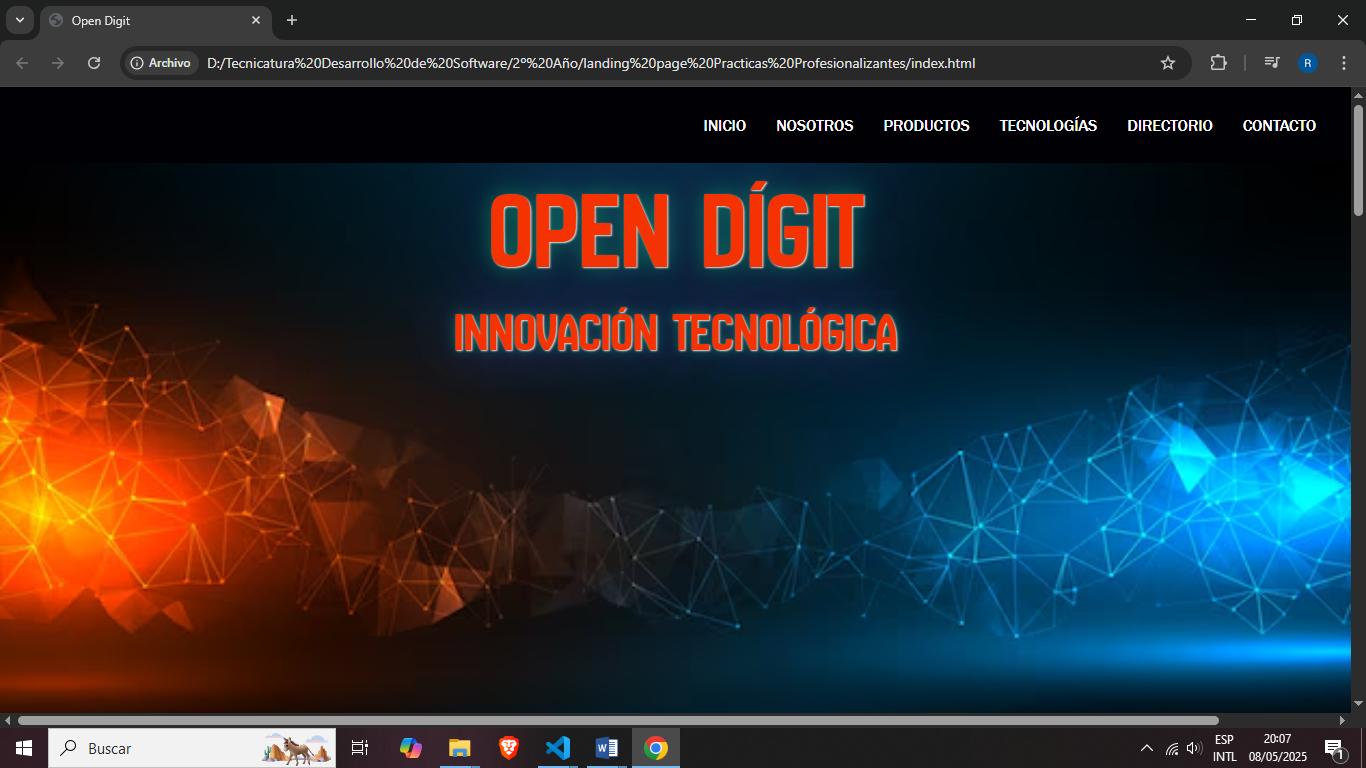 Open Digit
Archivo
D:/Tecnicatura%20Desarrollo%20de%20Software/2º%20Año/landing%20page%20Practicas%20Profesionalizantes/index.html
R
INICIO NOSOTROS PRODUCTOS TECNOLOGÍAS DIRECTORIO CONTACTO
OPEN DÍGIT
INNOVACIÓN TECNOLÓGICA
Buscar
ESP
INTL
20:07
08/05/2025
1